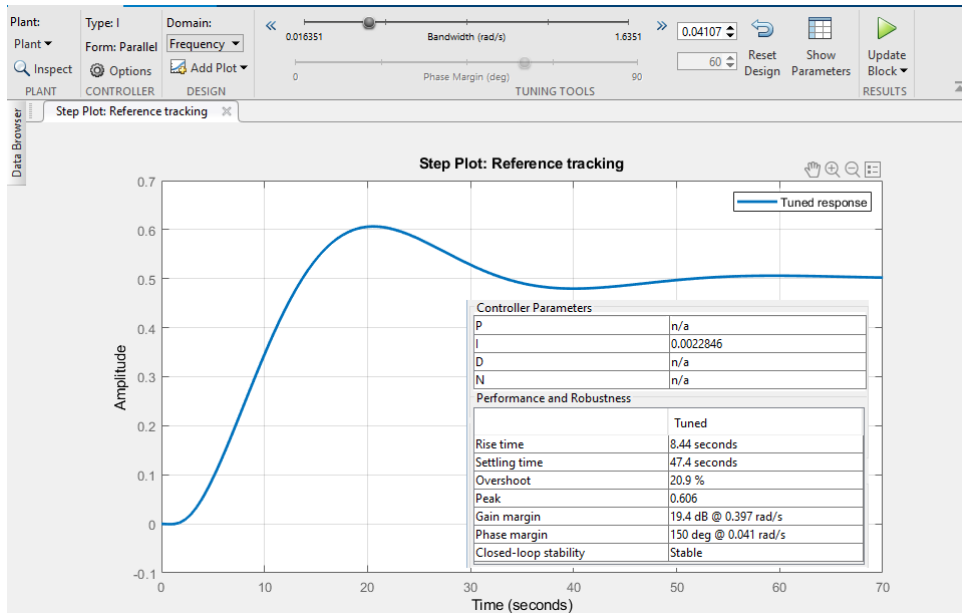 Plant:
Plant
Inspect
PLANT
Type: I
Form: Parallel
Options
CONTROLLER
Domain:
Frequency
Add Plot
DESIGN
0.016351 Bandwidth (rad/s) 1.6351
0.04107
0 Phase Margin (deg) 90
60
TUNING TOOLS
Reset
Design
Show
Parameters
Update
Block
RESULTS
Data Browser
Step Plot: Reference tracking
Step Plot: Reference tracking
Tuned response
Amplitude
0.7
0.6
0.5
0.4
0.3
0.2
0.1
0
-0.1
Controller Parameters
P n/a
I 0.0022846
D n/a
N n/a
Performance and Robustness
Tuned
Rise time 8.44 seconds
Settling time 47.4 seconds
Overshoot 20.9 %
Peak 0.606
Gain margin 19.4 dB @ 0.397 rad/s
Phase margin 150 deg @ 0.041 rad/s
Closed-loop stability Stable
0 10 20 30 40 50 60 70
Time (seconds)